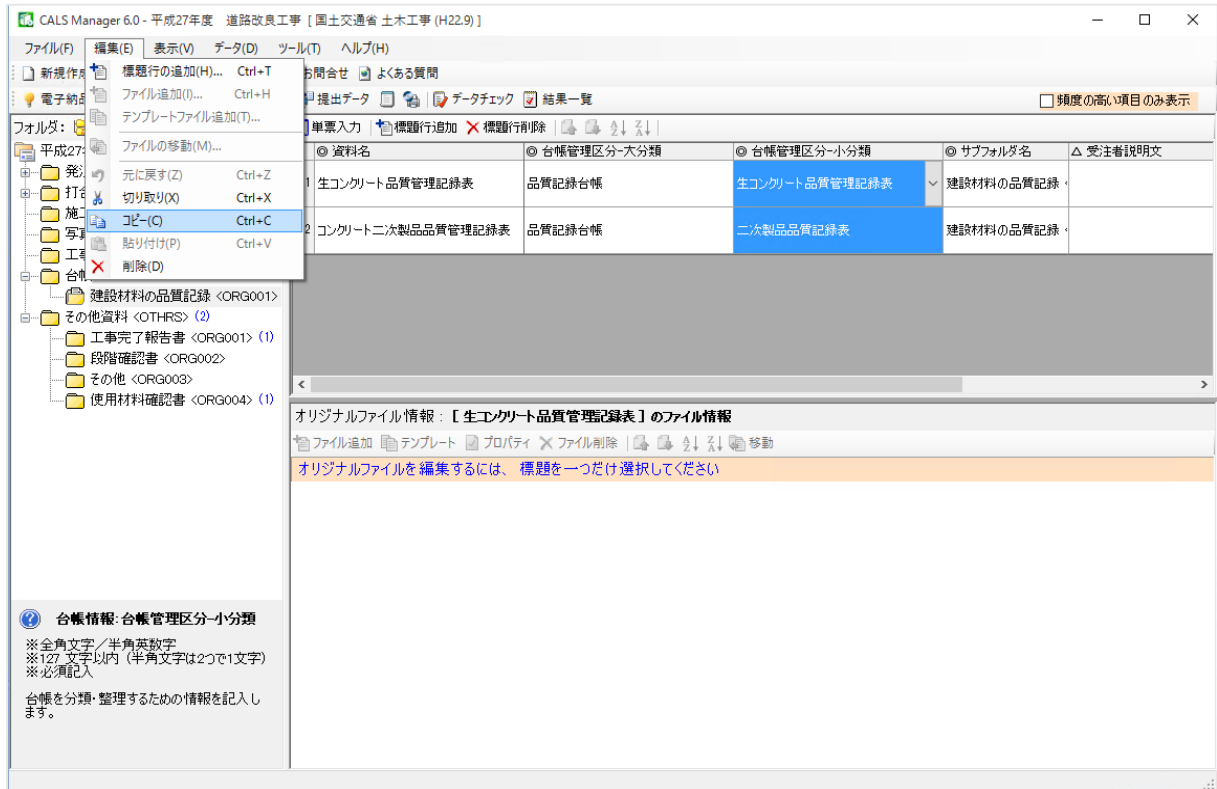 CALS Manager 6.0 - 平成27年度　道路改良工事 [ 国土交通省 土木工事 (H22.9) ]
ファイル(F) 編集(E) 表示(V) データ(D) ツール(T) ヘルプ(H)
新規作 お問合せ よくある質問
電子納品 提出データ データチェック 結果一覧 頻度の高い項目のみ表示
標題行の追加(H)... Ctrl+T
ファイル追加(I)... Ctrl+H
テンプレートファイル追加(T)...
ファイルの移動(M)...
元に戻す(Z) Ctrl+Z
切り取り(X) Ctrl+X
コピー(C) Ctrl+C
貼り付け(P) Ctrl+V
削除(D)
フォルダ:
平成27
発
打合
施工
写真
工事
台帳
建設材料の品質記録 <ORG001>
その他資料 <OTHRS> (2)
工事完了報告書 <ORG001> (1)
段階確認書 <ORG002>
その他 <ORG003>
使用材料確認書 <ORG004> (1)
単票入力 標題行追加 標題行削除
◎ 資料名 ◎ 台帳管理区分-大分類 ◎ 台帳管理区分-小分類 ◎ サブフォルダ名 △ 受注者説明文
1 生コンクリート品質管理記録表 品質記録台帳 生コンクリート品質管理記録表 建設材料の品質記録
2 コンクリート二次製品品質管理記録表 品質記録台帳 二次製品品質記録表 建設材料の品質記録
オリジナルファイル情報 : [ 生コンクリート品質管理記録表 ] のファイル情報
ファイル追加 テンプレート プロパティ ファイル削除 移動
オリジナルファイルを編集するには、 標題を一つだけ選択してください
台帳情報:台帳管理区分-小分類
※全角文字／半角英数字
※127 文字以内（半角文字は2つで1文字）
※必須記入
台帳を分類・整理するための情報を記入し
ます。